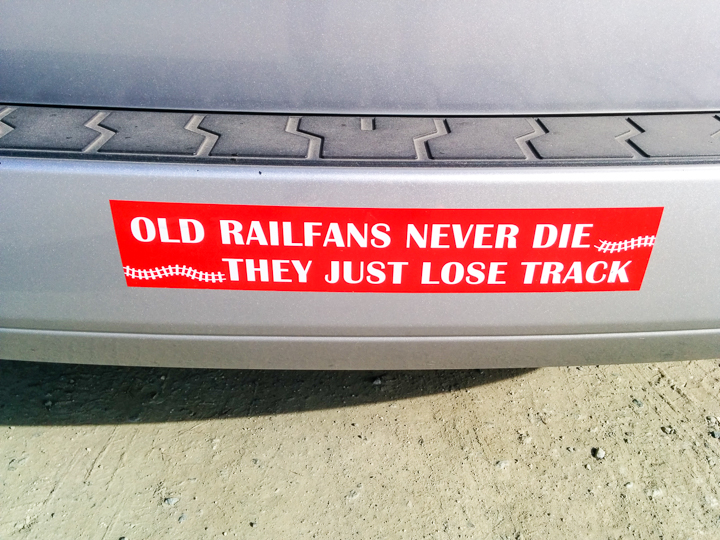 OLD RAILFANS NEVER DIE
THEY JUST LOSE TRACK